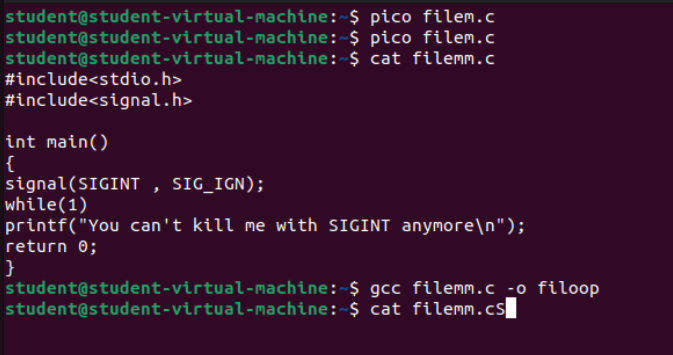 student@student-virtual-machine:~$ pico filem.c
student@student-virtual-machine:~$ pico filem.c
student@student-virtual-machine:~$ cat filemm.c
#include<stdio.h>
#include<signal.h>
int main()
{
signal(SIGINT , SIG_IGN);
while(1)
printf("You can't kill me with SIGINT anymore\n");
return 0;
}
student@student-virtual-machine:~$ gcc filemm.c -o filoop
student@student-virtual-machine:~$ cat filemm.cS